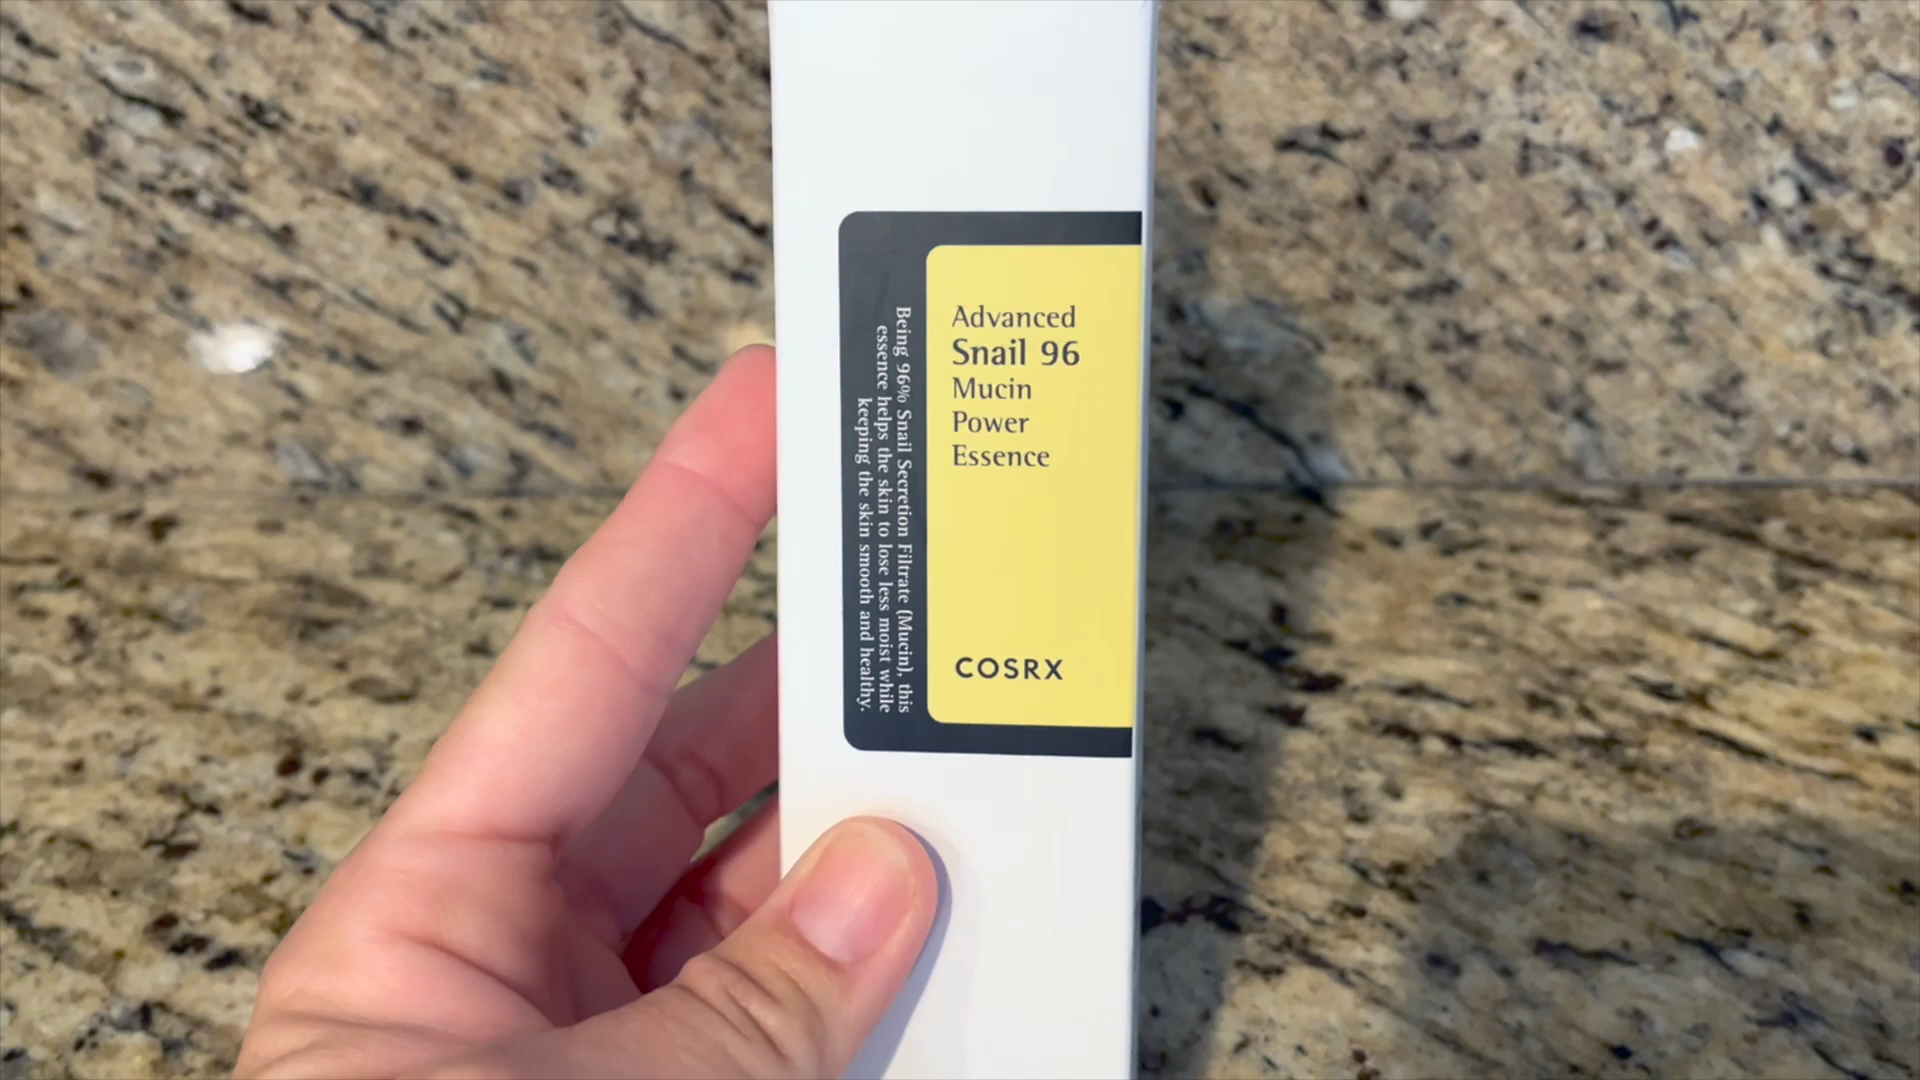 Advanced
Snail 96
Mucin
Power
Essence
COSRX
Being 96% Snail Secretion Filtrate (Mucin), this
essence helps the skin to lose less moist while
keeping the skin smooth and healthy.